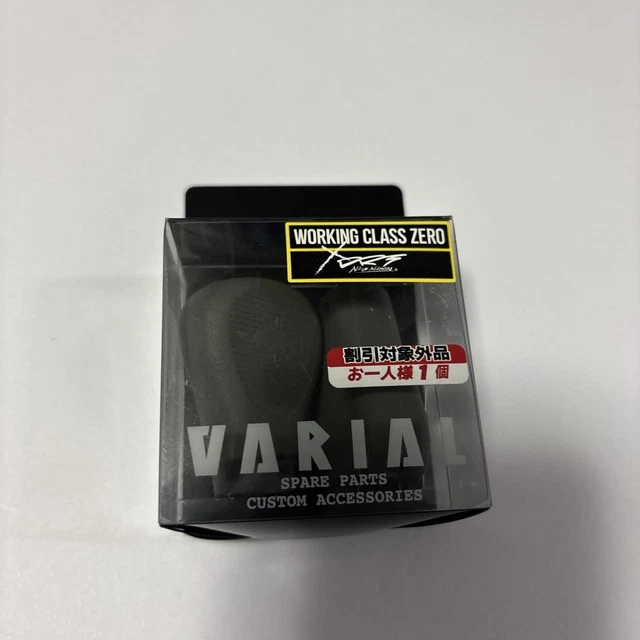 WORKING CLASS ZERO
割引対象外品
お一人様1個
VARIAL
SPARE PARTS
CUSTOM ACCESSORIES